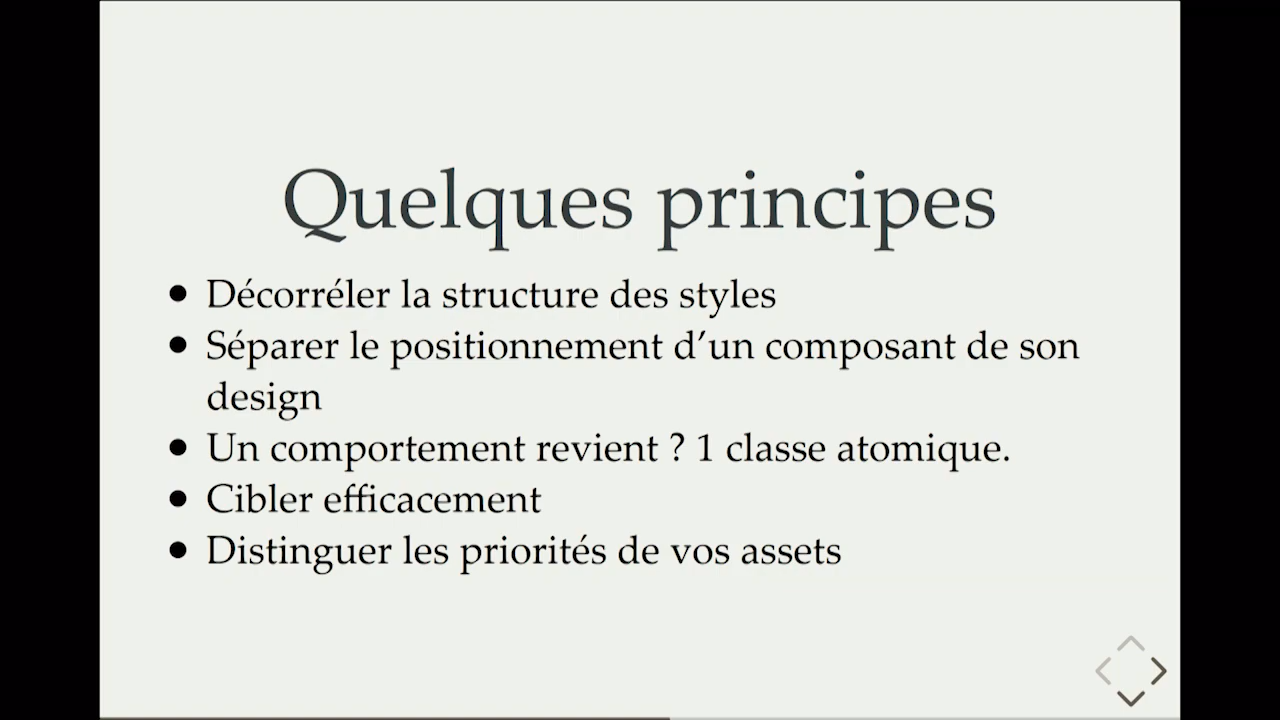 Quelques principes
• Décorréler la structure des styles
• Séparer le positionnement d’un composant de son
design
• Un comportement revient ? 1 classe atomique.
• Cibler efficacement
• Distinguer les priorités de vos assets